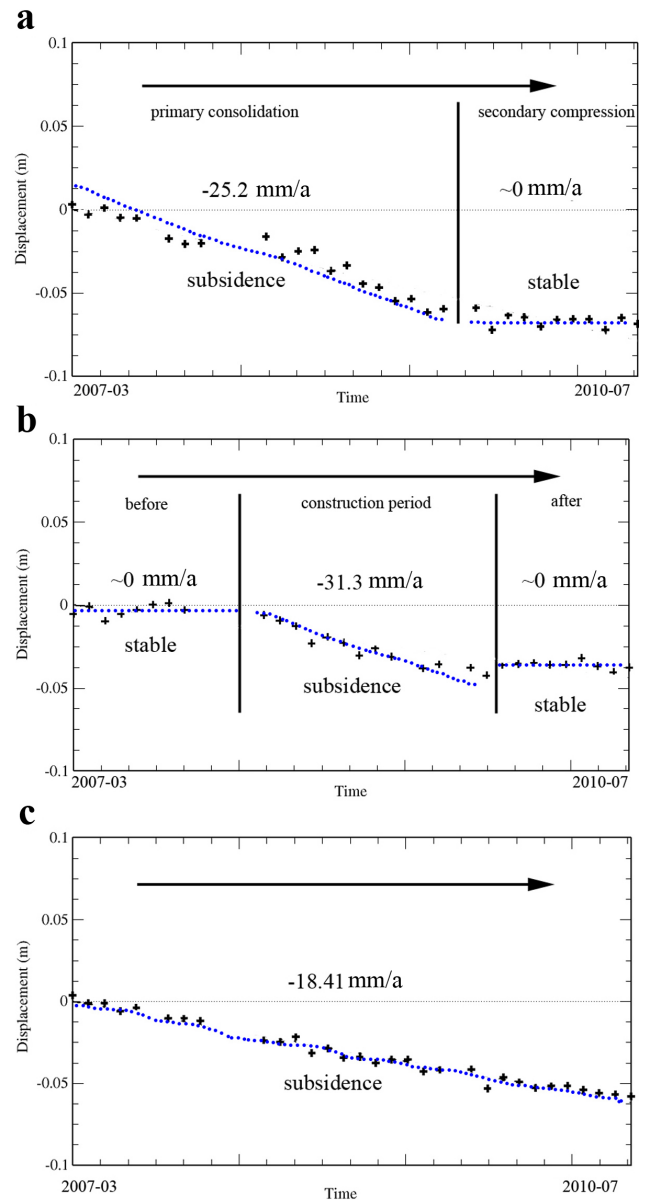 a
0.1
primary consolidation secondary compression
0.05
-25.2 mm/a ~0 mm/a
0
Displacement (m)
subsidence stable
-0.05
-0.1
2007-03 Time 2010-07
b
0.1
before construction period after
0.05
~0 mm/a -31.3 mm/a ~0 mm/a
0
Displacement (m)
stable subsidence stable
-0.05
-0.1
2007-03 Time 2010-07
c
0.1
0.05
-18.41 mm/a
0
Displacement (m)
subsidence
-0.05
-0.1
2007-03 Time 2010-07